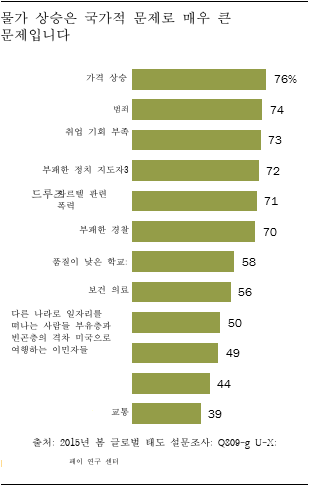 물가 상승은 국가적 문제로 매우 큰
문제입니다
가격 상승 76%
범죄 74
취업 기회 부족 73
부패한 정치 지도자3 72
드루즈 카르텔 관련
폭력 71
부패한 경찰 70
품질이 낮은 학교: 58
보건 의료 56
다른 나라로 일자리를
떠나는 사람들 부유층과
빈곤층의 격차 미국으로
여행하는 이민자들
50
49
44
교통 39
출처: 2015년 봄 글로벌 태도 설문조사: Q809-g U-X:
페이 연구 센터